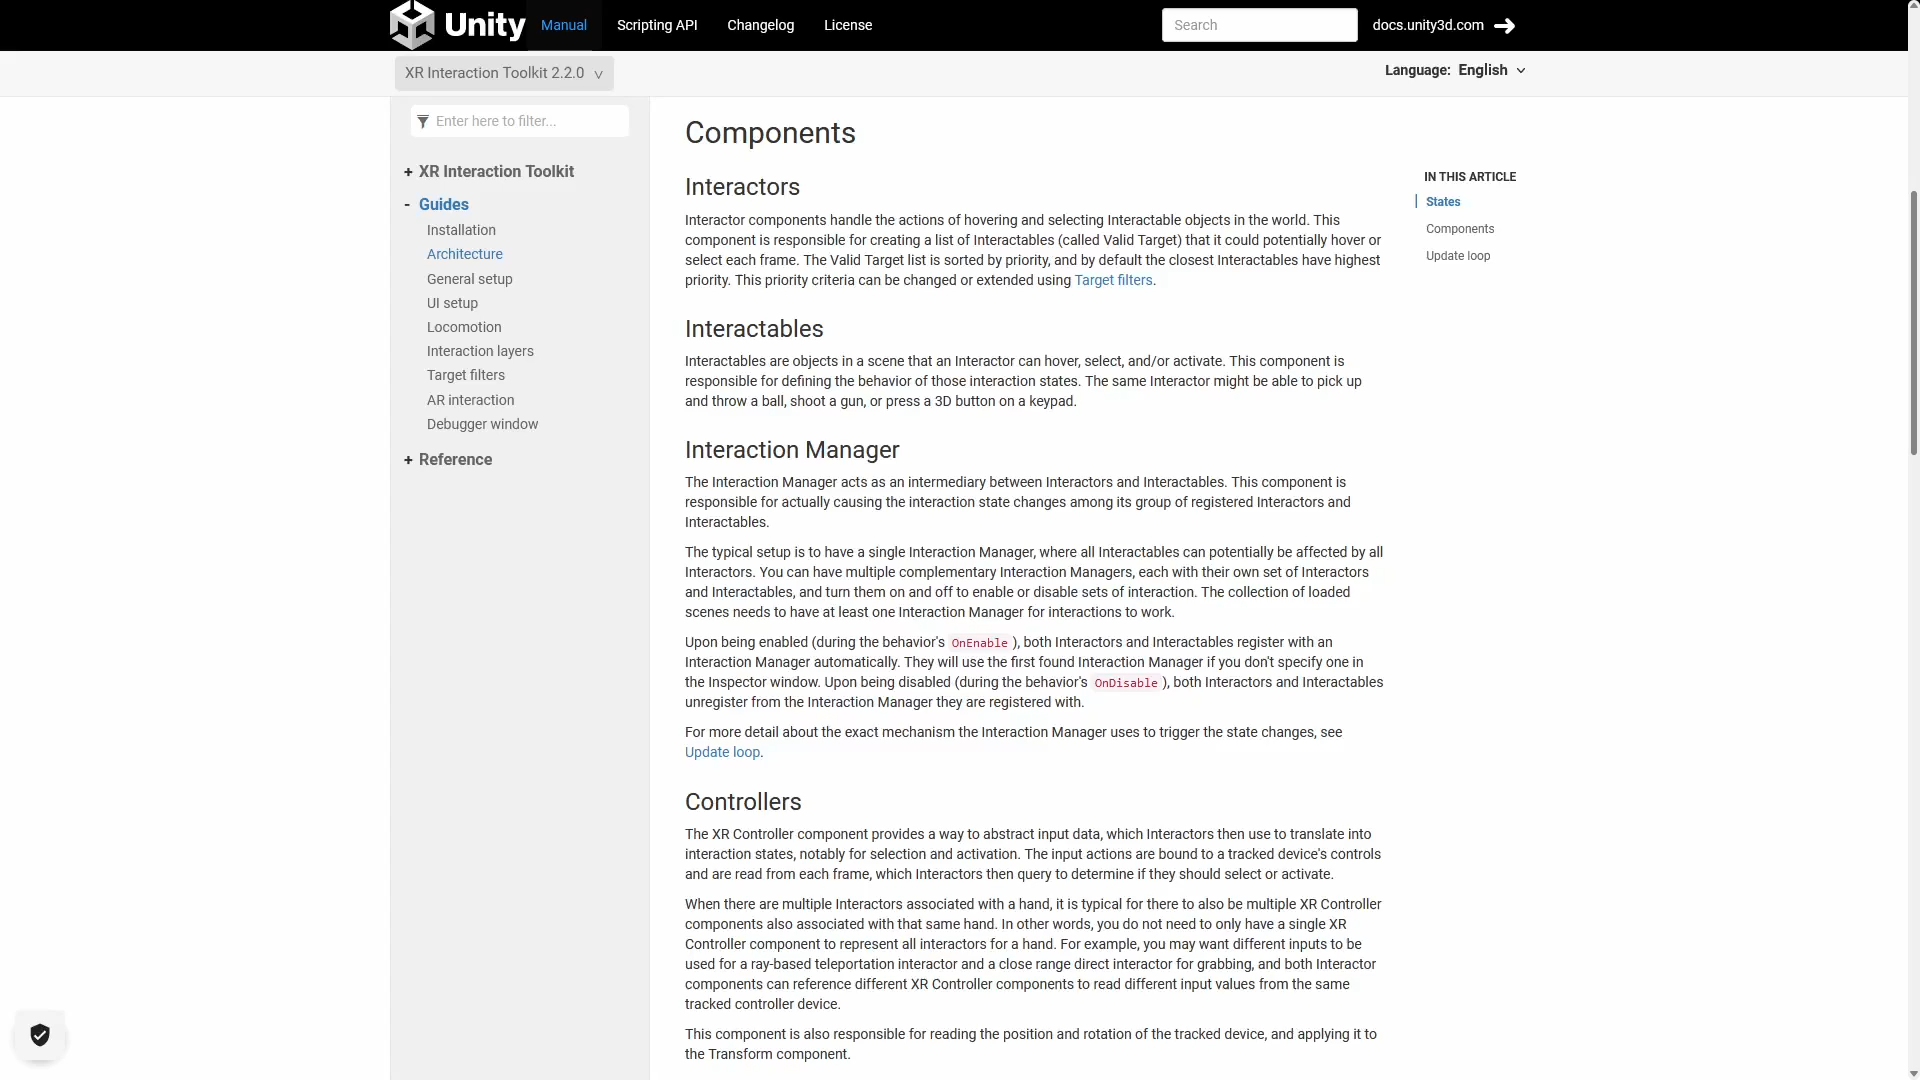 Unity
Manual
Scripting API
Changelog
License
Search
docs.unity3d.com
XR Interaction Toolkit 2.2.0
Language: English
Enter here to filter...
+ XR Interaction Toolkit
- Guides
Installation
Architecture
General setup
UI setup
Locomotion
Interaction layers
Target filters
AR interaction
Debugger window
+ Reference
Components
Interactors
Interactor components handle the actions of hovering and selecting Interactable objects in the world. This
component is responsible for creating a list of Interactables (called Valid Target) that it could potentially hover or
select each frame. The Valid Target list is sorted by priority, and by default the closest Interactables have highest
priority. This priority criteria can be changed or extended using Target filters.
Interactables
Interactables are objects in a scene that an Interactor can hover, select, and/or activate. This component is
responsible for defining the behavior of those interaction states. The same Interactor might be able to pick up
and throw a ball, shoot a gun, or press a 3D button on a keypad.
Interaction Manager
The Interaction Manager acts as an intermediary between Interactors and Interactables. This component is
responsible for actually causing the interaction state changes among its group of registered Interactors and
Interactables.
The typical setup is to have a single Interaction Manager, where all Interactables can potentially be affected by all
Interactors. You can have multiple complementary Interaction Managers, each with their own set of Interactors
and Interactables, and turn them on and off to enable or disable sets of interaction. The collection of loaded
scenes needs to have at least one Interaction Manager for interactions to work.
Upon being enabled (during the behavior's OnEnable), both Interactors and Interactables register with an
Interaction Manager automatically. They will use the first found Interaction Manager if you don't specify one in
the Inspector window. Upon being disabled (during the behavior's OnDisable), both Interactors and Interactables
unregister from the Interaction Manager they are registered with.
For more detail about the exact mechanism the Interaction Manager uses to trigger the state changes, see
Update loop.
Controllers
The XR Controller component provides a way to abstract input data, which Interactors then use to translate into
interaction states, notably for selection and activation. The input actions are bound to a tracked device's controls
and are read from each frame, which Interactors then query to determine if they should select or activate.
When there are multiple Interactors associated with a hand, it is typical for there to also be multiple XR Controller
components also associated with that same hand. In other words, you do not need to only have a single XR
Controller component to represent all interactors for a hand. For example, you may want different inputs to be
used for a ray-based teleportation interactor and a close range direct interactor for grabbing, and both Interactor
components can reference different XR Controller components to read different input values from the same
tracked controller device.
This component is also responsible for reading the position and rotation of the tracked device, and applying it to
the Transform component.
IN THIS ARTICLE
States
Components
Update loop